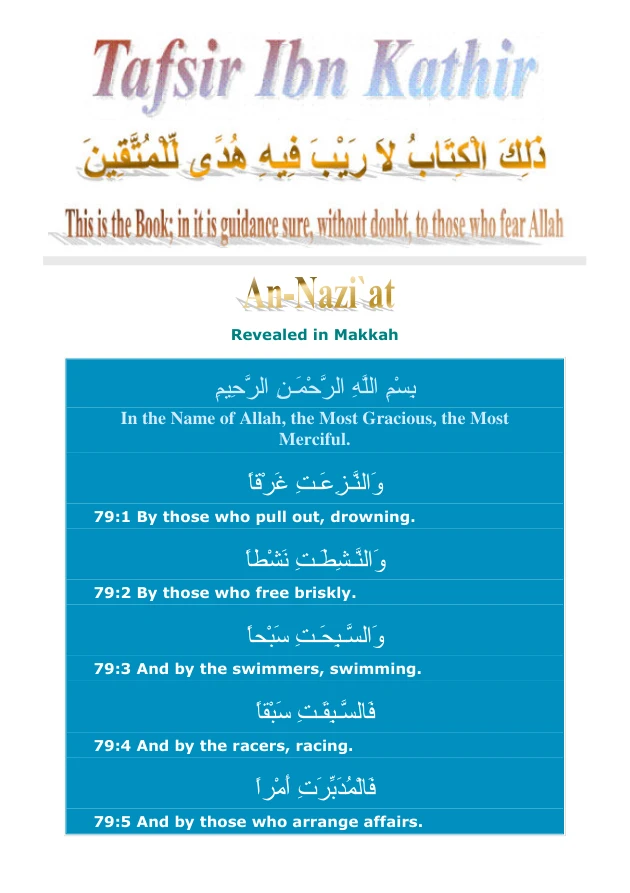 Tafsir Ibn Kathir
ذَلِكَ الْكِتَابُ لاَ رَيْبَ فِيهِ هُدًى لِّلْمُتَّقِينَ
This is the Book; in it is guidance sure, without doubt, to those who fear Allah
An-Nazi`at
Revealed in Makkah
بِسْمِ اللَّهِ الرَّحْمَـنِ الرَّحِيمِ
In the Name of Allah, the Most Gracious, the Most
Merciful.
وَالنَّـزِعَـتِ غَرْقاً
79:1 By those who pull out, drowning.
وَالنَّـشِطَـتِ نَشْطاً
79:2 By those who free briskly.
وَالسَّـبِحَـتِ سَبْحاً
79:3 And by the swimmers, swimming.
فَالسَّـبِقَـتِ سَبْقاً
79:4 And by the racers, racing.
فَالْمُدَبِّرَتِ أَمْراً
79:5 And by those who arrange affairs.